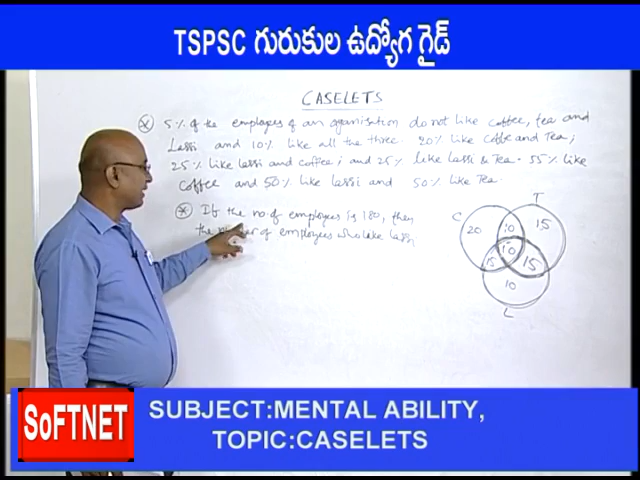 TSPSC గురుకుల ఉద్యోగ గైడ్
CASELETS
* 5% of the employees of an organisation do not like coffee, tea and
Lassi and 10% like all the three. 20% like Coffee and Tea;
25% like lassi and coffee; and 25% like Lassi & Tea. 55% like
Coffee and 50% like lassi and 50% like Tea.
* If the no. of employees is 180, then
the of employees who like lassi
C T
20 10 15
10
15 15
10
L
SoFTNET
SUBJECT:MENTAL ABILITY,
TOPIC:CASELETS